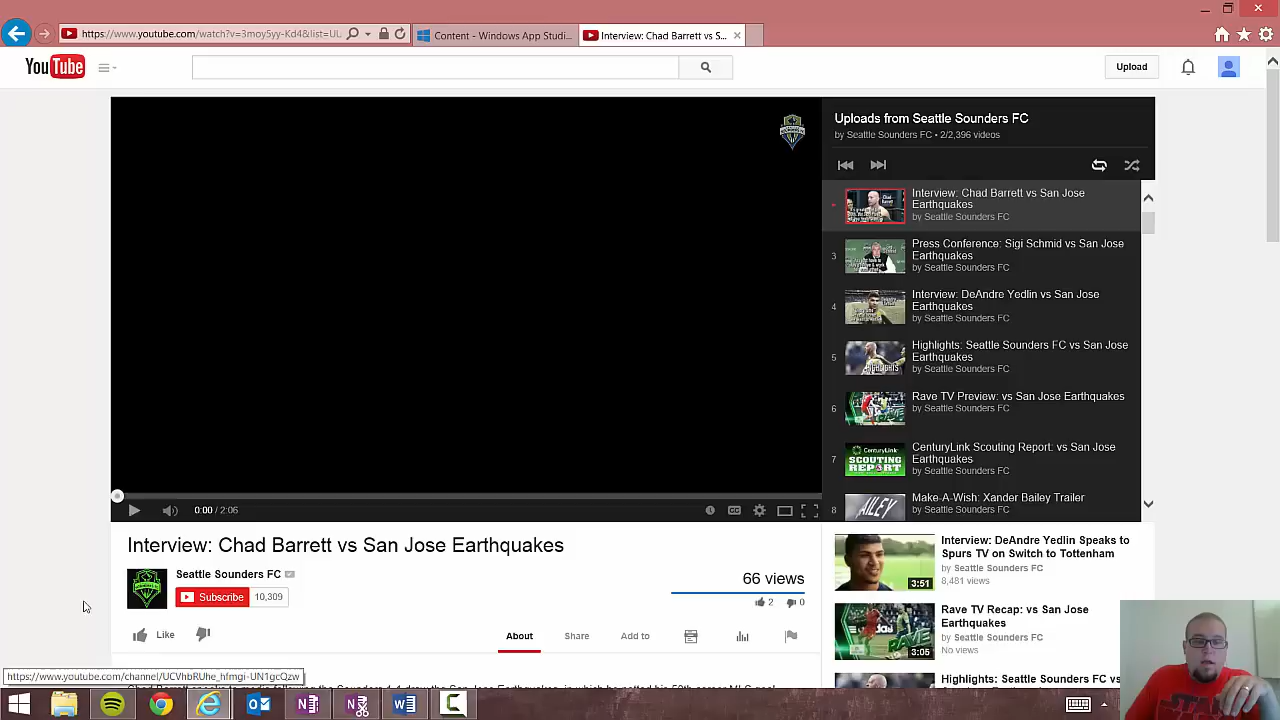 https://www.youtube.com/watch?v=3moy5yy-Kd4&list=UL
Content - Windows App Studi...
Interview: Chad Barrett vs S...
YouTube
Upload
Uploads from Seattle Sounders FC
by Seattle Sounders FC • 2/2,396 videos
Interview: Chad Barrett vs San Jose
Earthquakes
by Seattle Sounders FC
3
Press Conference: Sigi Schmid vs San Jose
Earthquakes
by Seattle Sounders FC
4
Interview: DeAndre Yedlin vs San Jose
Earthquakes
by Seattle Sounders FC
5
Highlights: Seattle Sounders FC vs San Jose
Earthquakes
by Seattle Sounders FC
HIGHLIGHTS
6
Rave TV Preview: vs San Jose Earthquakes
by Seattle Sounders FC
7
CenturyLink Scouting Report: vs San Jose
Earthquakes
by Seattle Sounders FC
CenturyLink
SCOUTING
REPORT
8
Make-A-Wish: Xander Bailey Trailer
by Seattle Sounders FC
AILEY
0:00 / 2:06
CC
Interview: Chad Barrett vs San Jose Earthquakes
Seattle Sounders FC
Subscribe
10,309
66 views
2
0
Like
About
Share
Add to
Interview: DeAndre Yedlin Speaks to
Spurs TV on Switch to Tottenham
by Seattle Sounders FC
8,481 views
3:51
Rave TV Recap: vs San Jose
Earthquakes
by Seattle Sounders FC
No views
3:05
Highlights: Seattle Sounders FC vs
https://www.youtube.com/channel/UCVhbRUhe_hfmgi-UN1gcQzw